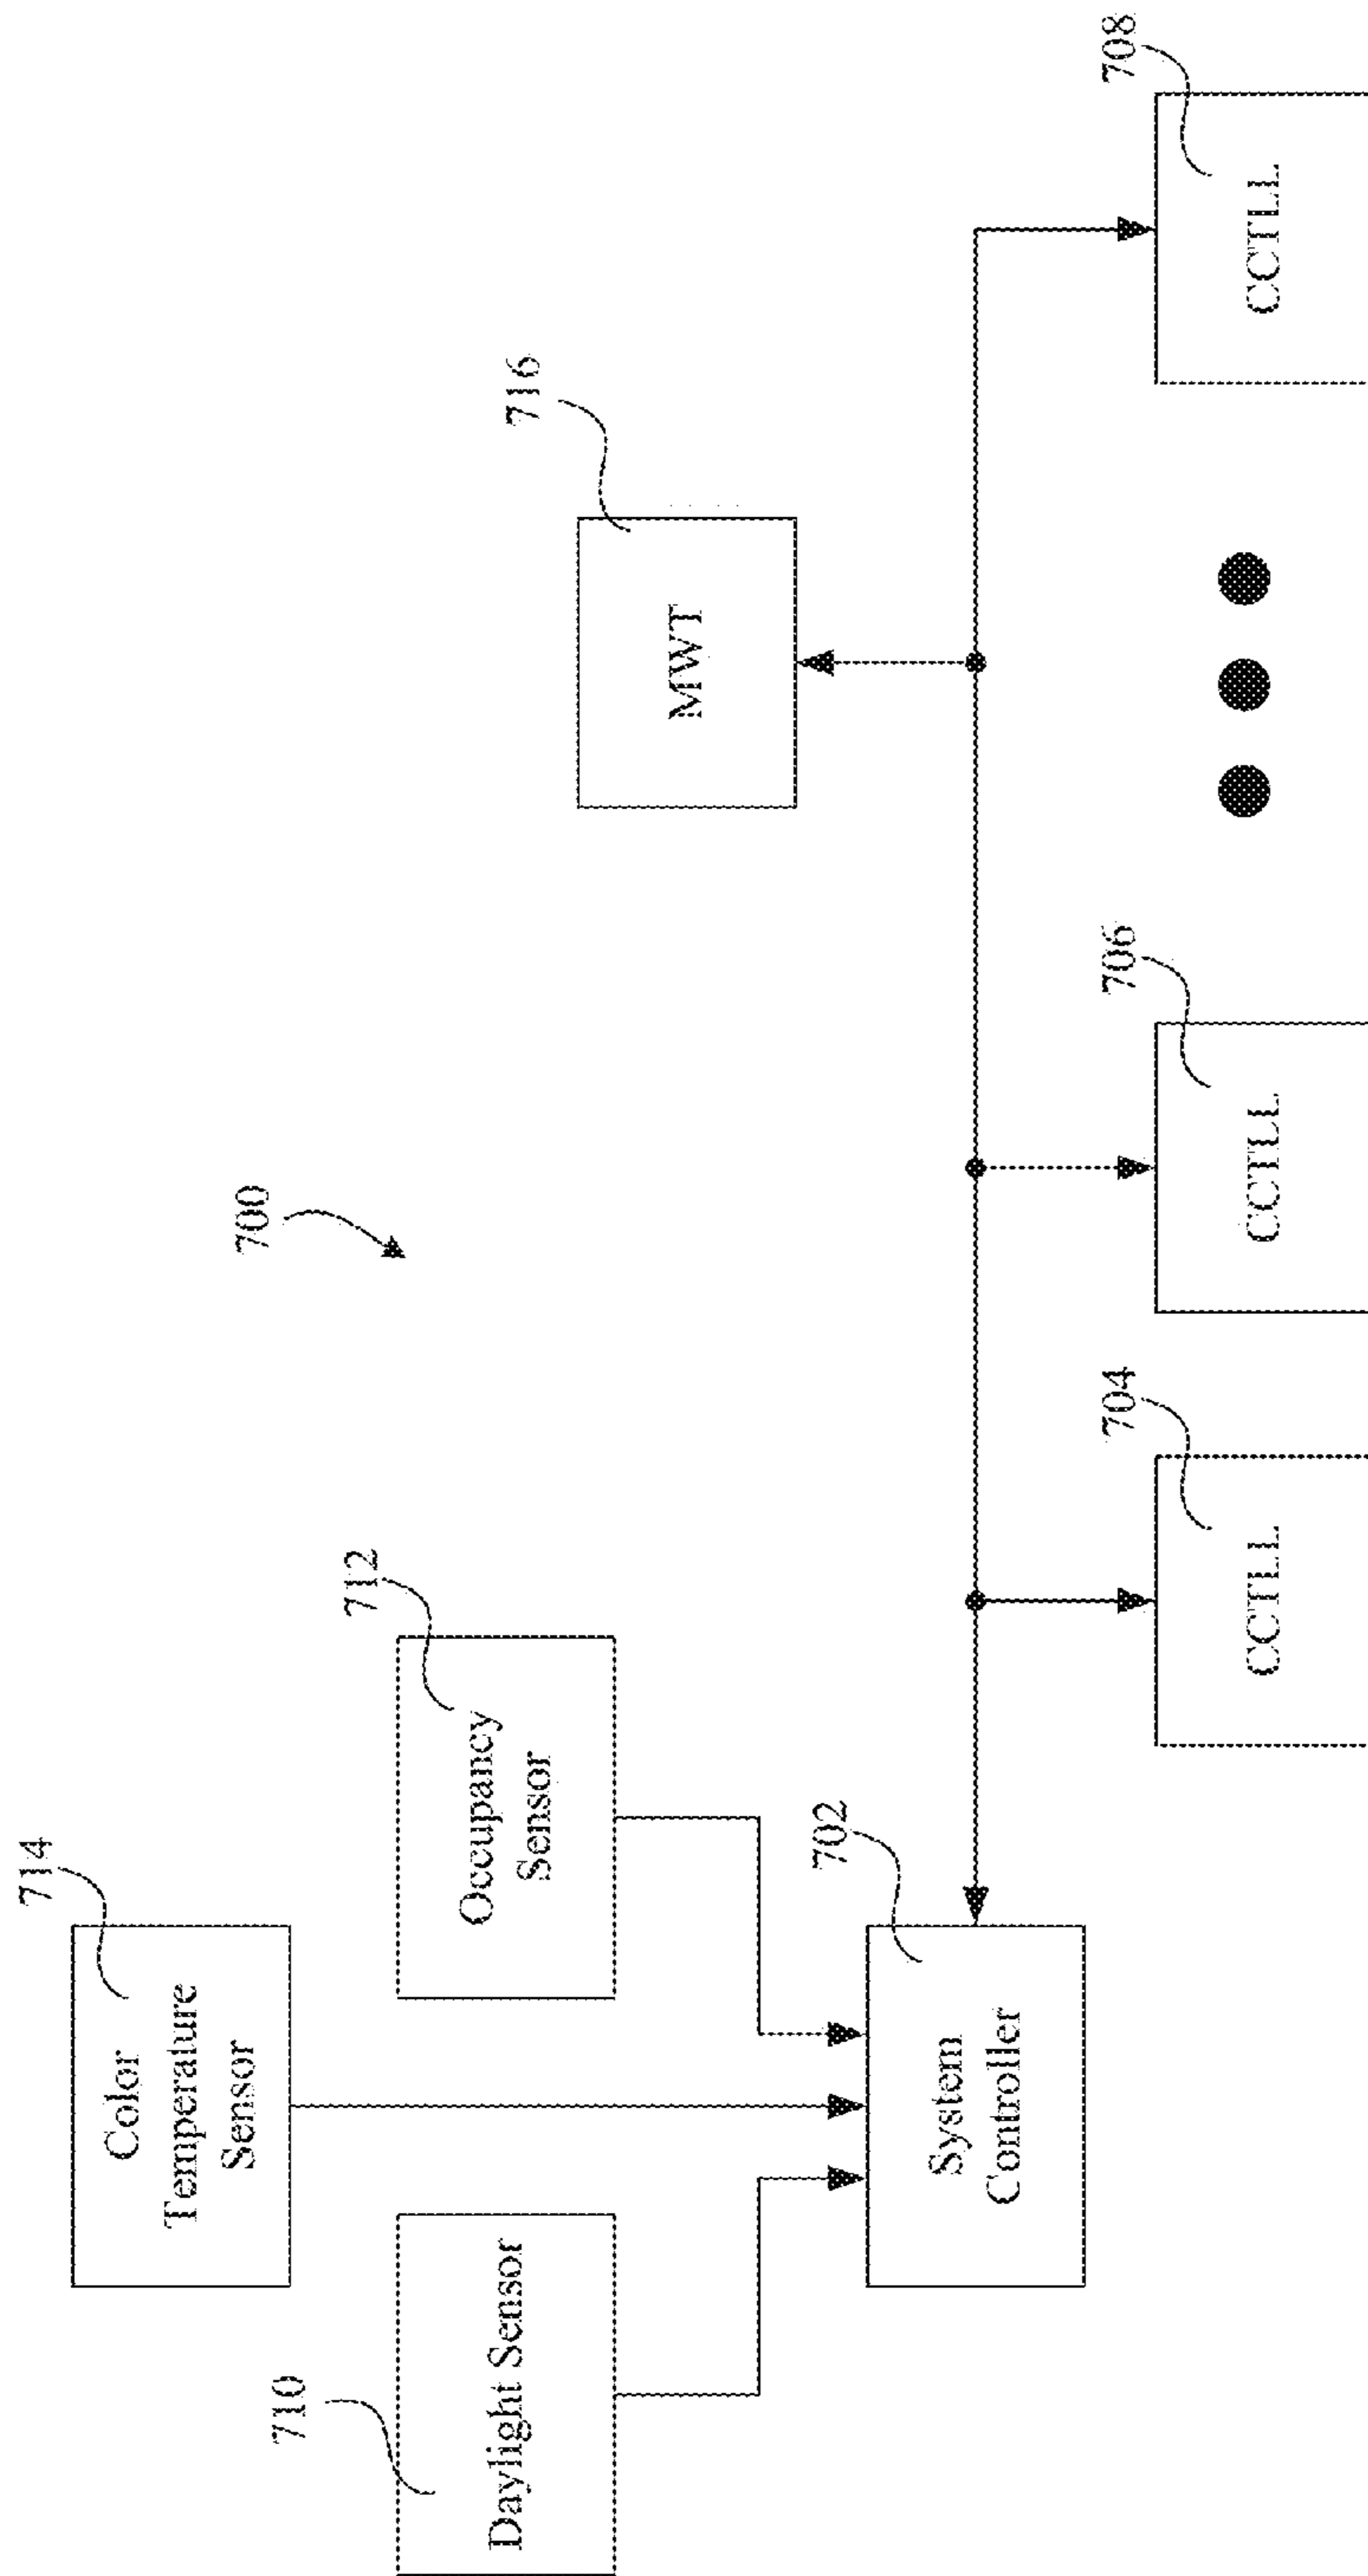 714
Color
Temperature
Sensor
710
Daylight Sensor
712
Occupancy
Sensor
700
716
MWT
702
System
Controller
704
CCTLL
706
CCTLL
708
CCTLL